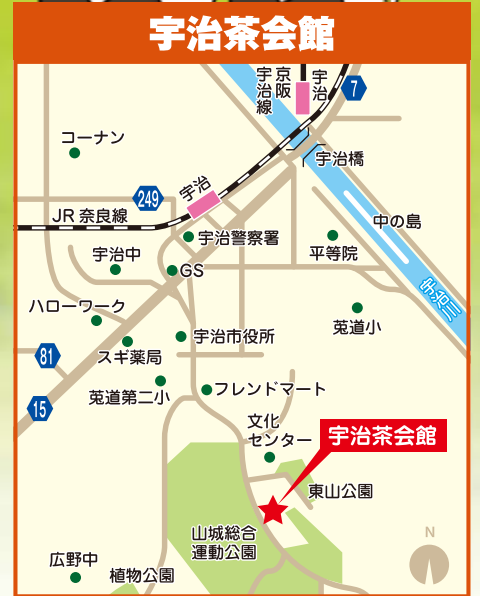 宇治茶会館
京阪
宇治線
宇治
7
コーナン
宇治橋
249
宇治
JR奈良線
中の島
宇治警察署
平等院
宇治中
GS
宇治川
ハローワーク
菟道小
宇治市役所
81
スギ薬局
菟道第二小
フレンドマート
15
文化
センター
宇治茶会館
東山公園
山城総合
運動公園
N
広野中
植物公園